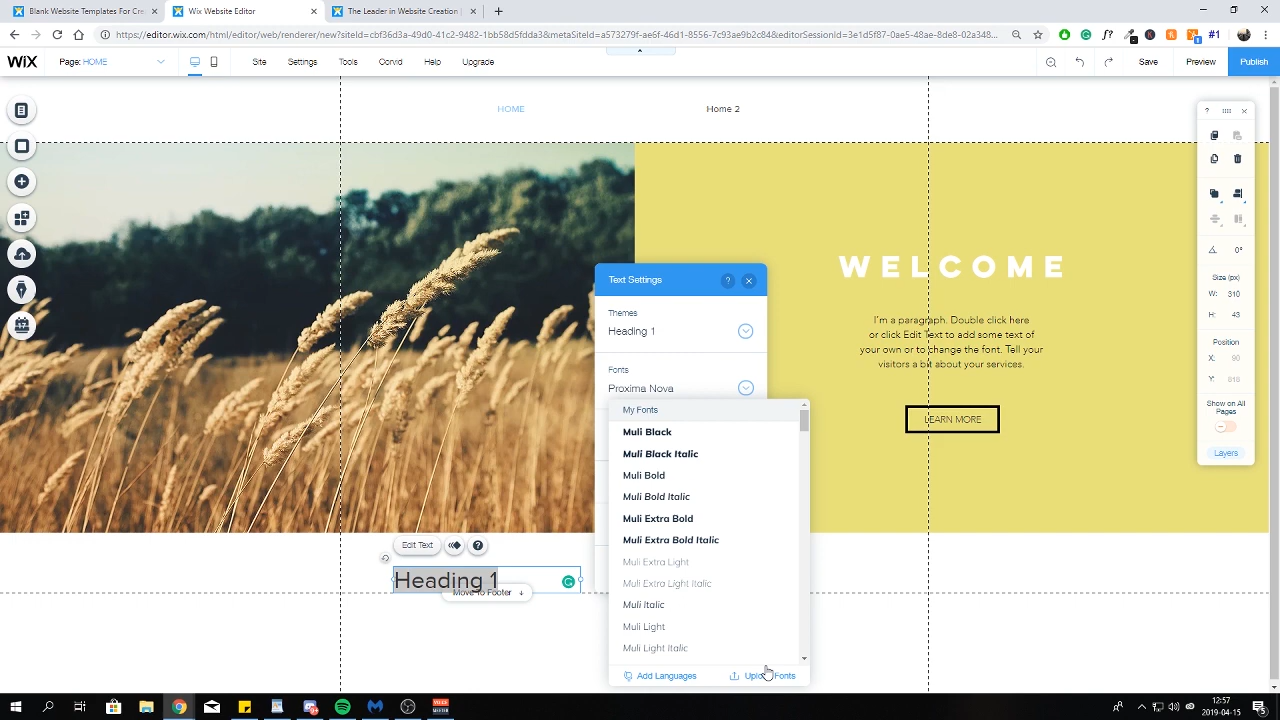 Blank Website Templates For Cre
Wix Website Editor
The Leader in Website Creation |
https://editor.wix.com/html/editor/web/renderer/new?siteId=cbf36d3a-49d0-41c2-9482-1bb58d5fdda3&metaSiteId=a573279f-ae6f-46d1-8556-7c93ae9b2c84&editorSessionId=3e1d5f87-0ae5-48ae-8de8-02a348...
#1
WiX
Page: HOME
Site
Settings
Tools
Corvid
Help
Upgrade
Save
Preview
Publish
HOME
Home 2
WELCOME
I'm a paragraph. Double click here
or click Edit Text to add some text of
your own or to change the font. Tell your
visitors a bit about your services.
LEARN MORE
Text Settings
?
Themes
Heading 1
Fonts
Proxima Nova
My Fonts
Muli Black
Muli Black Italic
Muli Bold
Muli Bold Italic
Muli Extra Bold
Muli Extra Bold Italic
Muli Extra Light
Muli Extra Light Italic
Muli Italic
Muli Light
Muli Light Italic
Add Languages
Upload Fonts
Edit Text
Heading 1
Move To Footer
?
0°
Size (px)
W: 310
H: 43
Position
X: 90
Y: 816
Show on All
Pages
Layers
17
VOICE
MEETER
12:57
2019-04-15